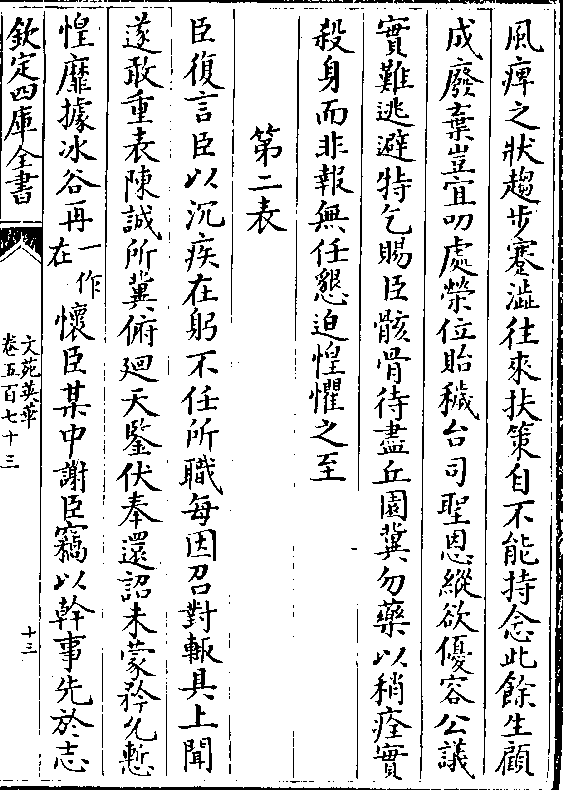 風痺之狀趨步蹇澁往來扶策自不能持念此餘生顧
成廢棄豈宜叨處榮位貽穢台司聖恩縱欲優容公議
實難逃避特乞賜臣骸骨待盡丘園冀勿藥以稍痊實
殺身而非報無任懇迫惶懼之至
第二表
臣復言臣以沉疾在躬不任所職每因召對輙具上聞
遂敢重表陳誠所冀俯廻天鑒伏奉還詔未蒙矜允慙
惶靡據冰谷再一作在懷臣某中謝臣竊以幹事先於志
欽定四庫全書
文苑英華
卷五百七十三
十三